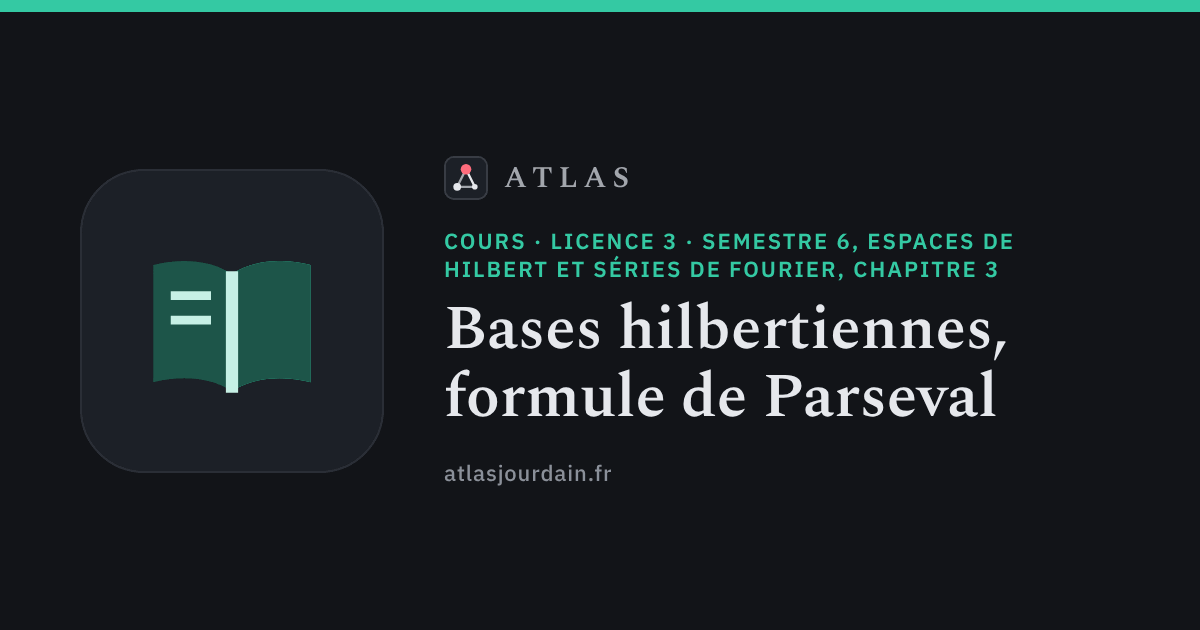 ATLAS
COURS · LICENCE 3 · SEMESTRE 6, ESPACES DE
HILBERT ET SÉRIES DE FOURIER, CHAPITRE 3
Bases hilbertiennes,
formule de Parseval
atlasjourdain.fr